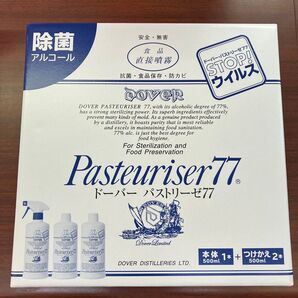 除菌
アルコール
安全・無害
食品
直接噴霧
抗菌・食品保存・防カビ
ドーバー・パストリーゼ77
STOP!
ウイルス
DOVER
DOVER PASTEURISER 77, with its alcoholic degree of 77%,
has a strong sterilizing power. Its superb ingredients effectively
prevent many kinds of mold. As a genuine product produced
by a distillery, it boasts purity that is most reliable
and excels in maintaining food sanitation.
77% alc. is just the best degree for hygiene.
For Sterilization and
Food Preservation
Pasteuriser77®
ドーバー パストリーゼ77
Dover Limited
DOVER DISTILLERIES LTD.
本体 1本 + つけかえ 2本
500ml 500ml